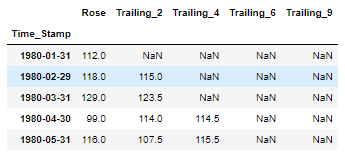 Rose Trailing_2 Trailing_4 Trailing_6 Trailing_9
Time_Stamp
1980-01-31 112.0 NaN NaN NaN NaN
1980-02-29 118.0 115.0 NaN NaN NaN
1980-03-31 129.0 123.5 NaN NaN NaN
1980-04-30 99.0 114.0 114.5 NaN NaN
1980-05-31 116.0 107.5 115.5 NaN NaN